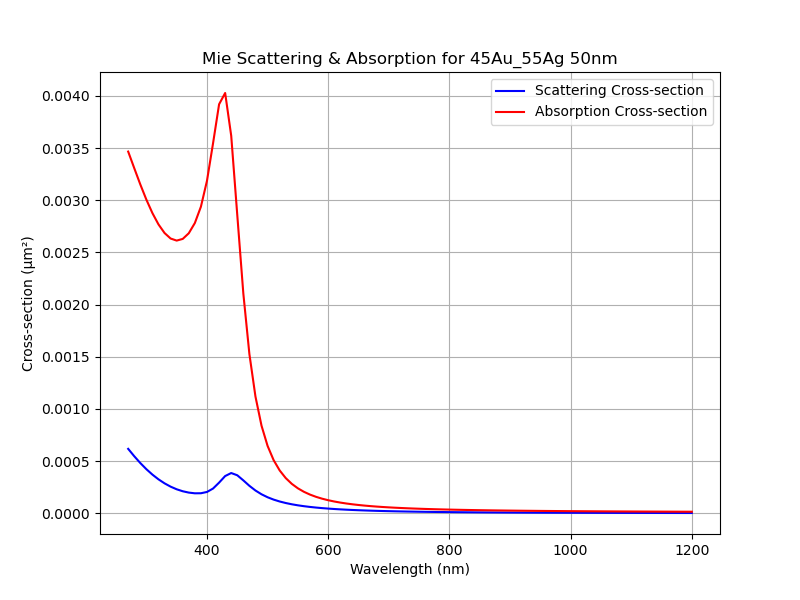 Mie Scattering & Absorption for 45Au_55Ag 50nm
Scattering Cross-section
Absorption Cross-section
Cross-section (μm²)
0.0040
0.0035
0.0030
0.0025
0.0020
0.0015
0.0010
0.0005
0.0000
400 600 800 1000 1200
Wavelength (nm)